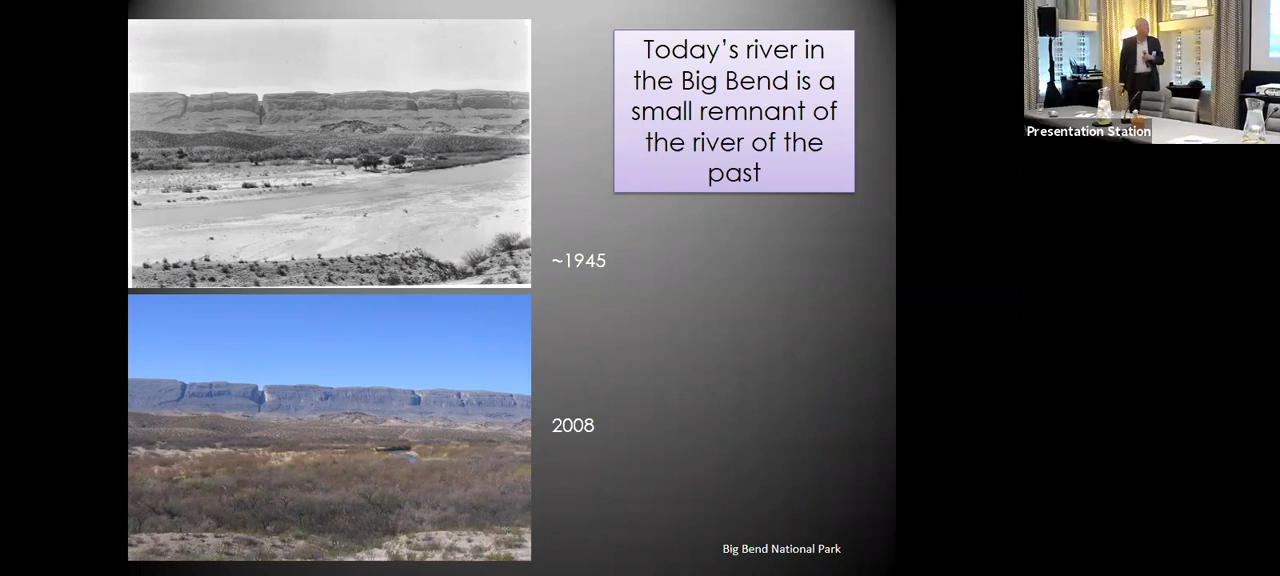 Today's river in
the Big Bend is a
small remnant of
the river of the
past
Presentation Station
~1945
2008
Big Bend National Park